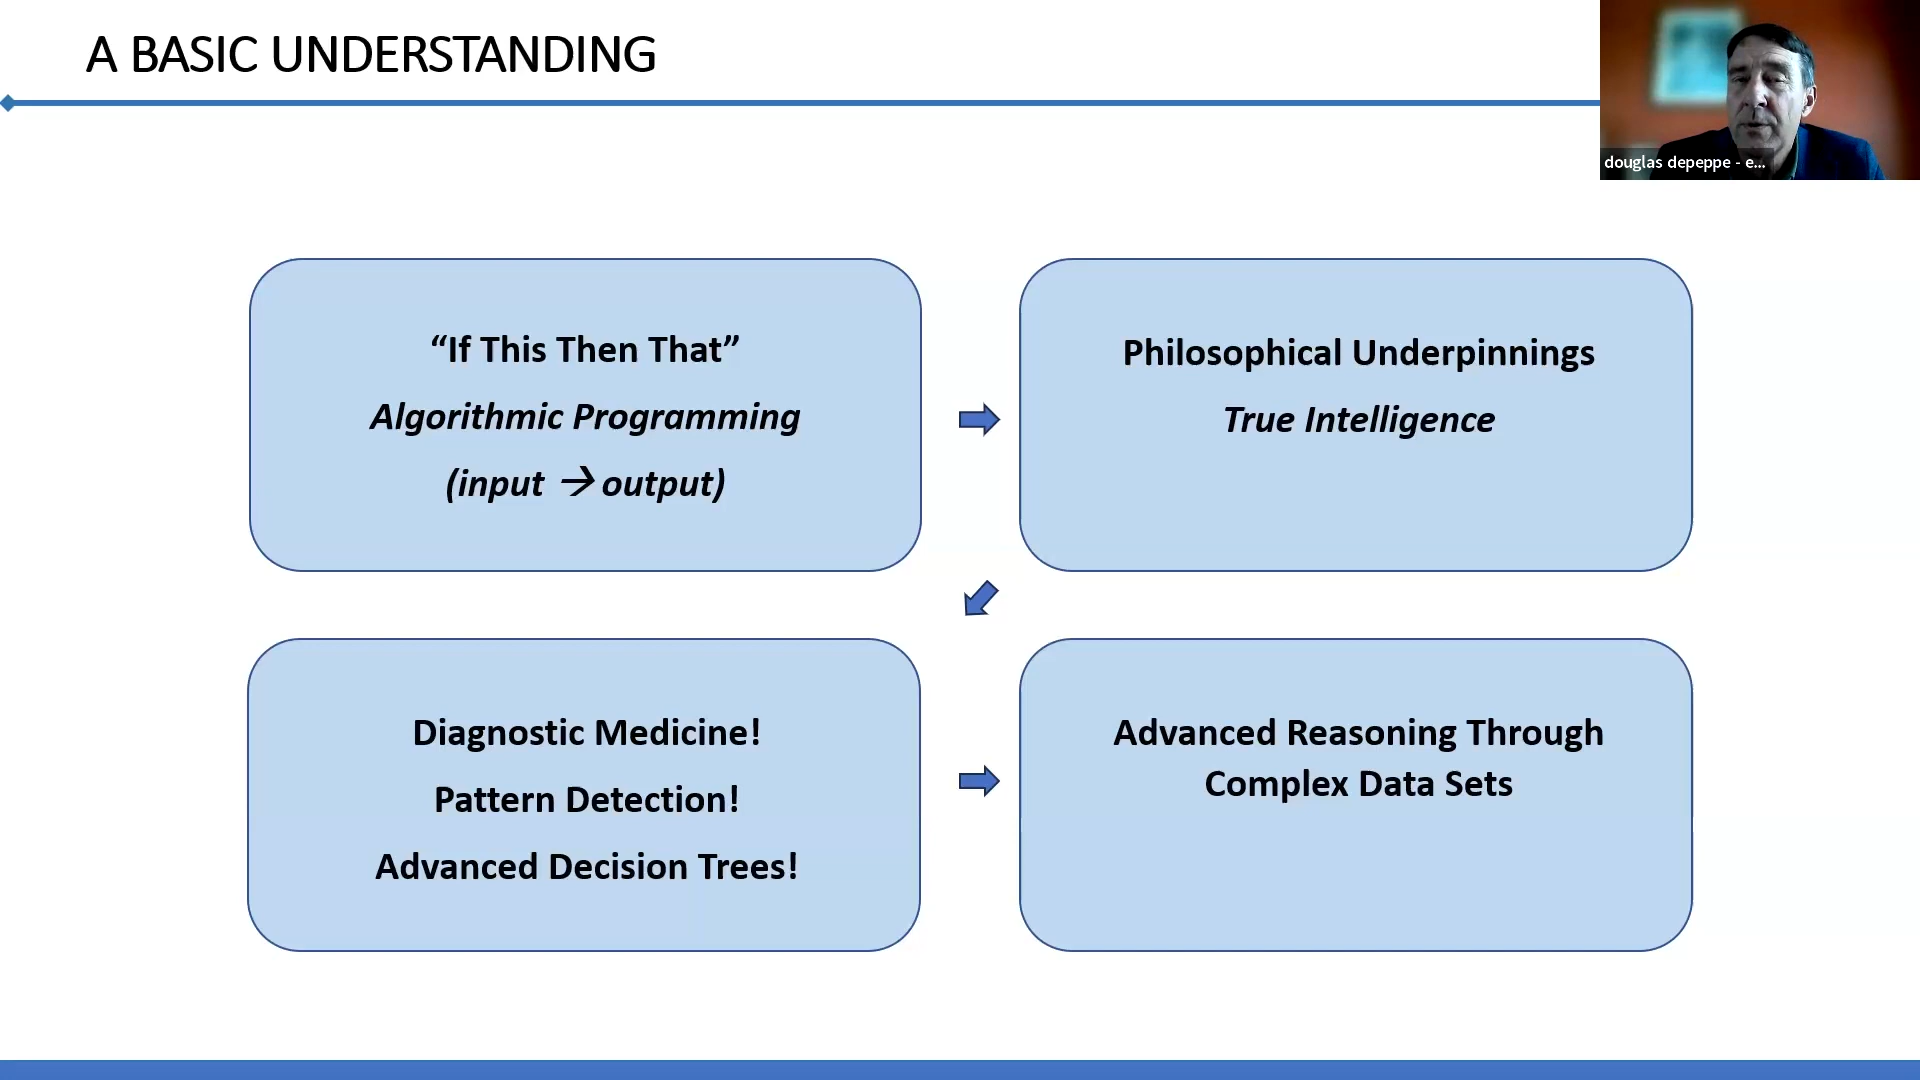 A BASIC UNDERSTANDING
douglas depeppe - e...
“If This Then That”
Algorithmic Programming
(input → output)
Philosophical Underpinnings
True Intelligence
Diagnostic Medicine!
Pattern Detection!
Advanced Decision Trees!
Advanced Reasoning Through
Complex Data Sets